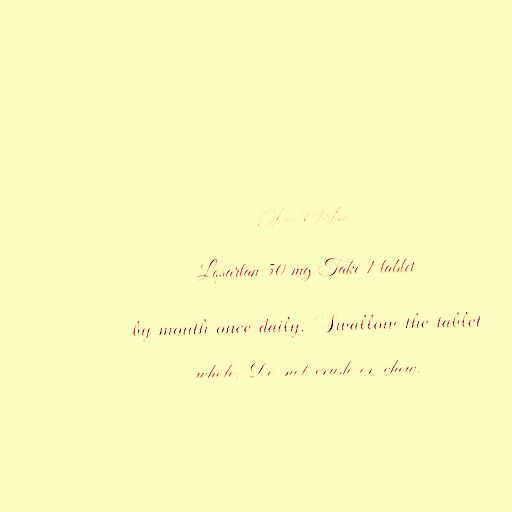 Losartan 50 mg Take 1 tablet
by mouth once daily. Swallow the tablet
whole. Do not crush or chew.